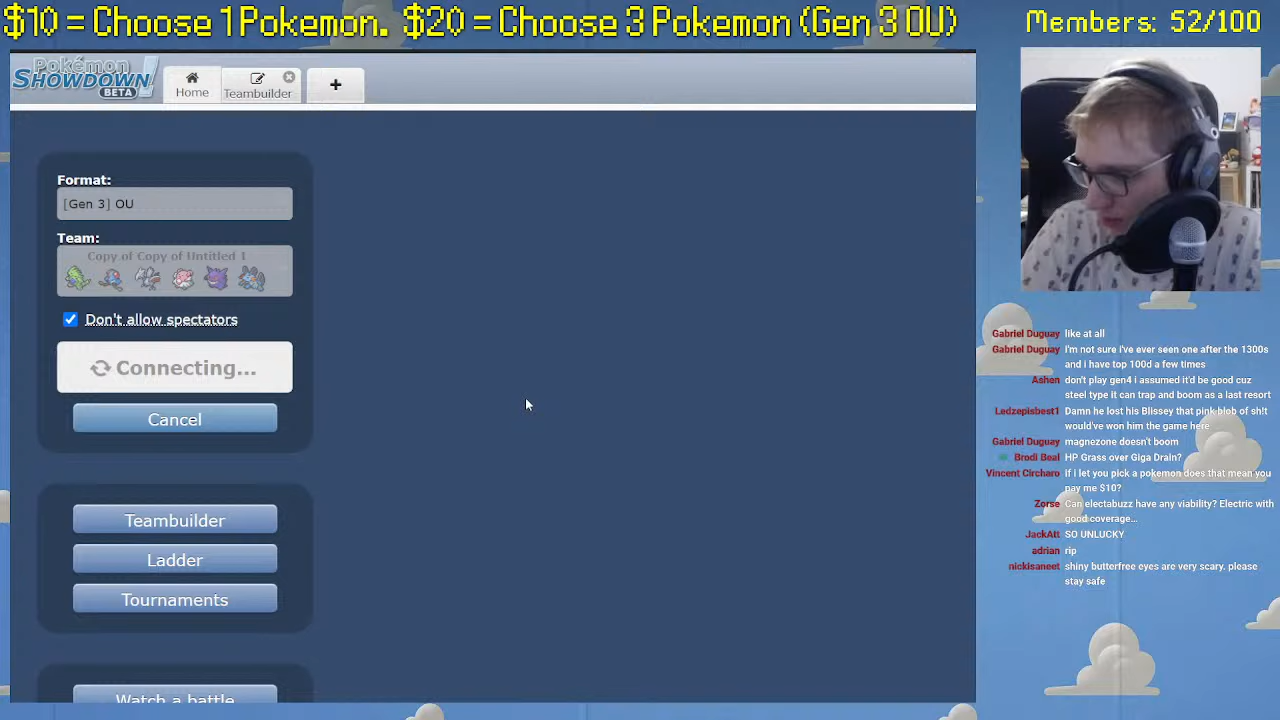 $10 = Choose 1 Pokemon. $20 = Choose 3 Pokemon (Gen 3 OU)
Members: 52/100
Pokémon
SHOWDOWN!
BETA
Home
Teambuilder
+
Format:
[Gen 3] OU
Team:
Copy of Copy of Untitled 1
Don't allow spectators
Connecting...
Cancel
Teambuilder
Ladder
Tournaments
Watch a battle
Gabriel Duguay like at all
Gabriel Duguay i'm not sure i've ever seen one after the 1300s
and i have top 100d a few times
Ashen don't play gen4 i assumed it'd be good cuz
steel type it can trap and boom as a last resort
Ledzepisbest1 Damn he lost his Blissey that pink blob of sh!t
would've won him the game here
Gabriel Duguay magnezone doesn't boom
Brodi Beal HP Grass over Giga Drain?
Vincent Circharo if i let you pick a pokemon does that mean you
pay me $10?
Zorse Can electabuzz have any viability? Electric with
good coverage...
JackAtt SO UNLUCKY
adrian rip
nickisaneet shiny butterfree eyes are very scary. please
stay safe